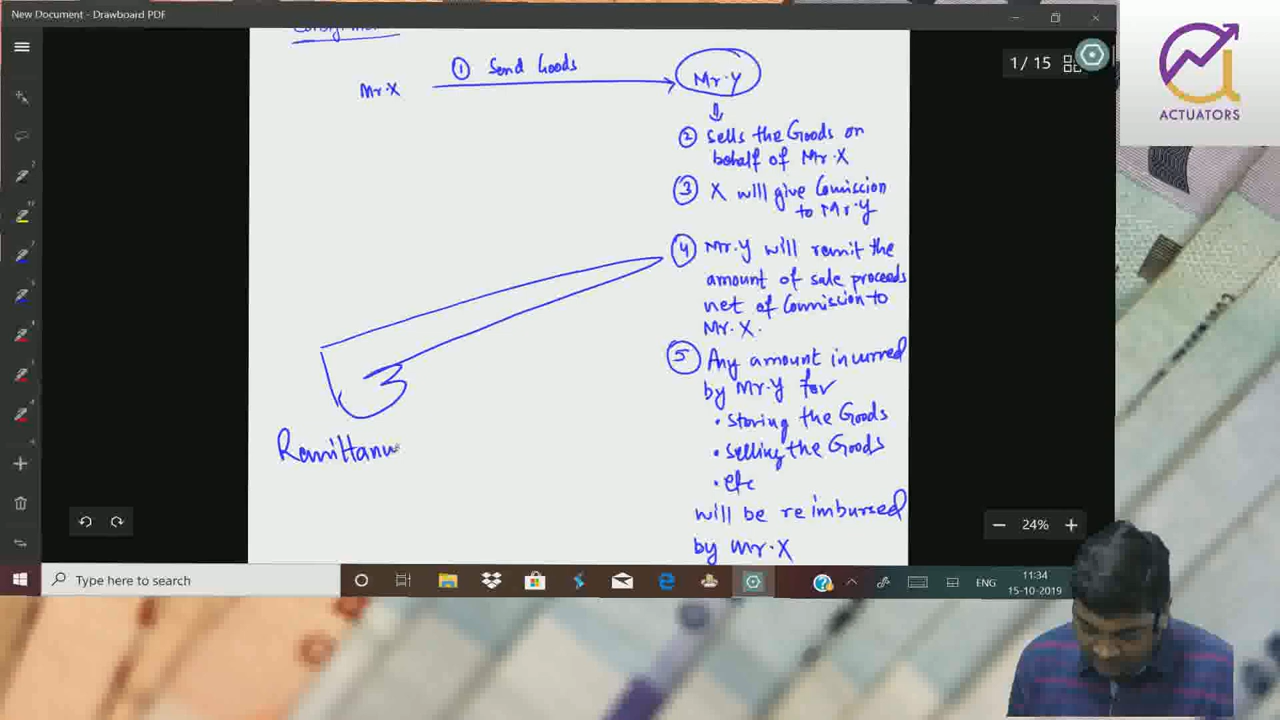 New Document - Drawboard PDF
1 / 15
ACTUATORS
Mr.X
① Send Goods
Mr.Y
② Sells the Goods on
behalf of Mr.X
③ X will give Comission
to Mr.Y
④ Mr.Y will remit the
amount of sale proceeds
net of Commission to
Mr.X.
⑤ Any amount incurred
by Mr.Y for
• storing the Goods
• selling the Goods
• etc
will be reimbursed
by Mr.X
24%
Type here to search
ENG
11:34
15-10-2019